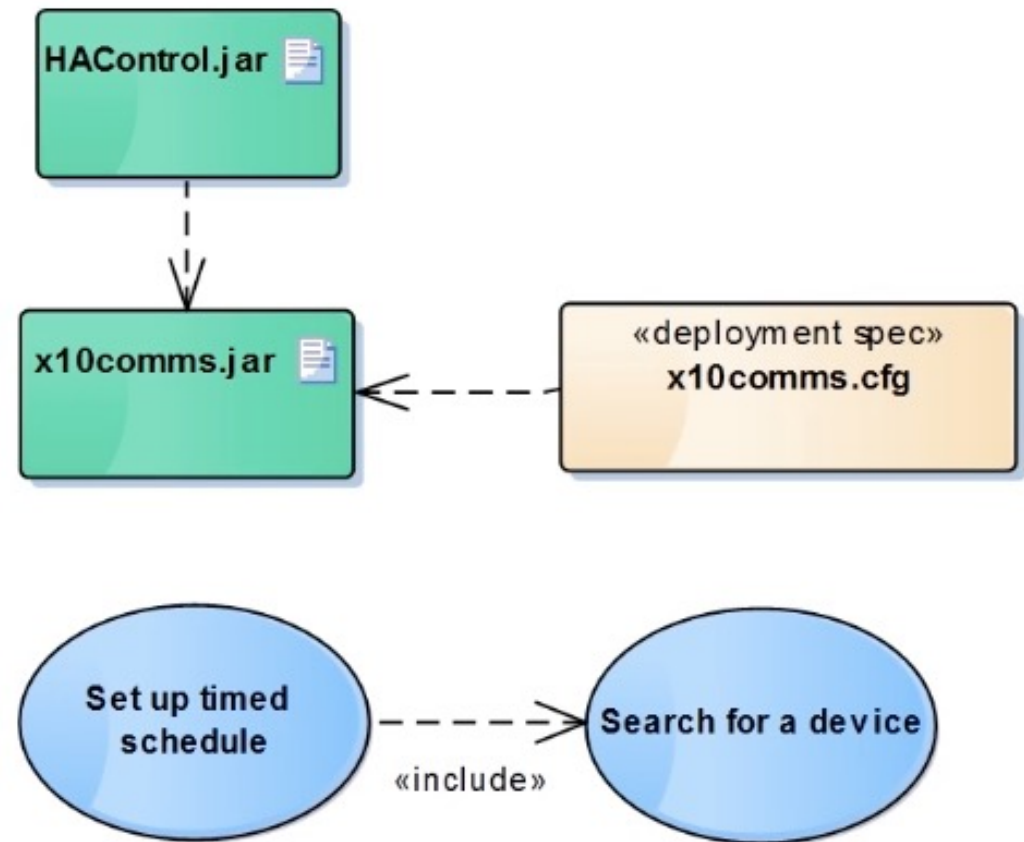 HAControl.jar
x10comms.jar
«deployment spec»
x10comms.cfg
Set up timed
schedule
«include»
Search for a device